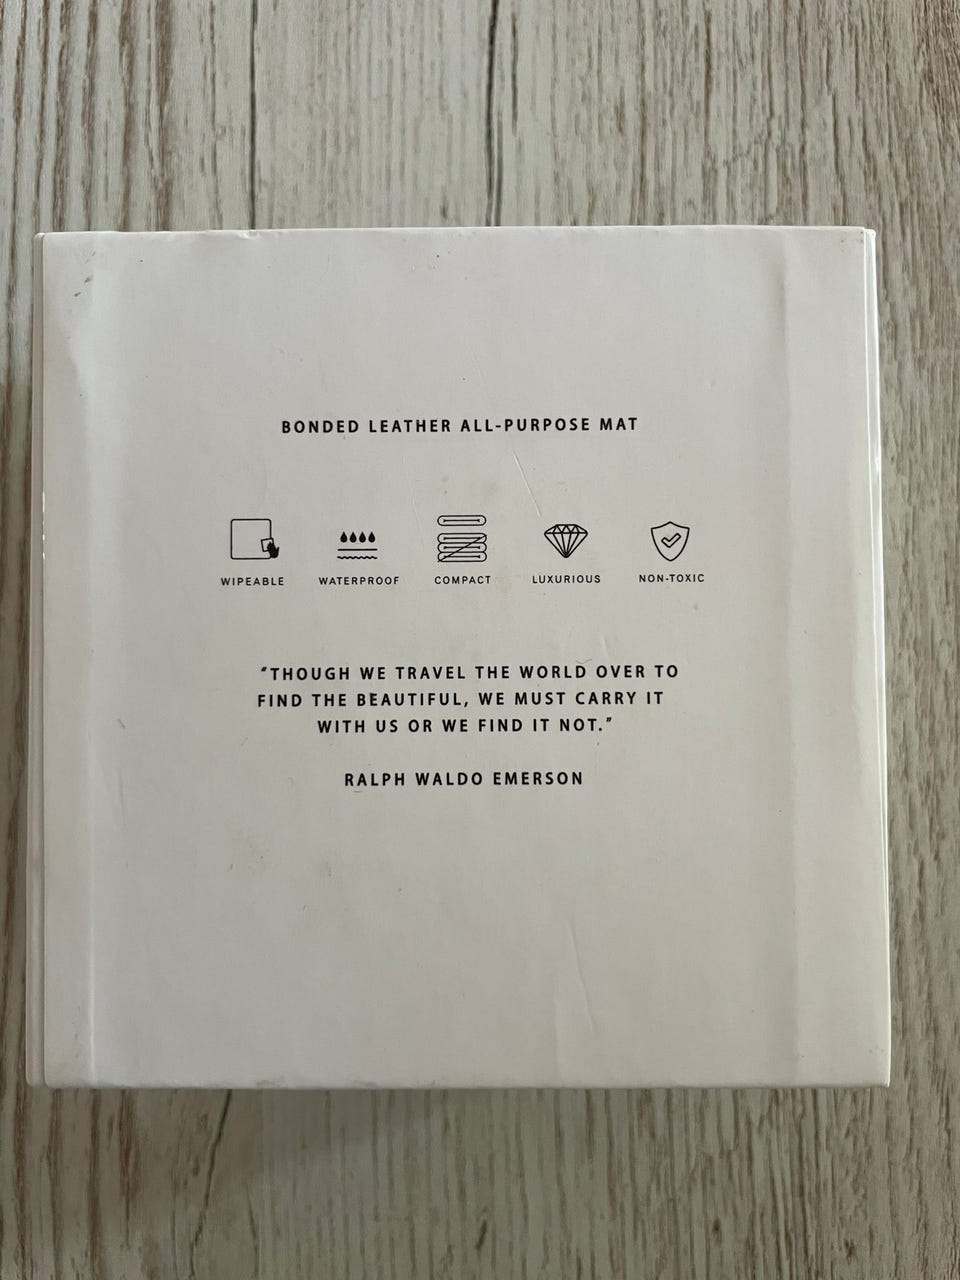 BONDED LEATHER ALL-PURPOSE MAT
WIPEABLE WATERPROOF COMPACT LUXURIOUS NON-TOXIC
"THOUGH WE TRAVEL THE WORLD OVER TO
FIND THE BEAUTIFUL, WE MUST CARRY IT
WITH US OR WE FIND IT NOT."
RALPH WALDO EMERSON